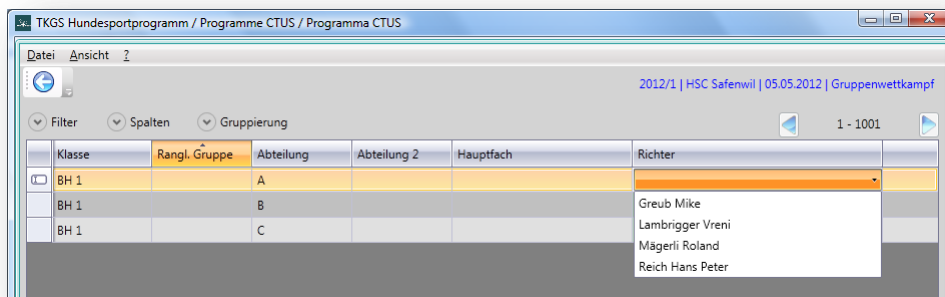 TKGS Hundesportprogramm / Programme CTUS / Programma CTUS
Datei Ansicht ?
2012/1 | HSC Safenwil | 05.05.2012 | Gruppenwettkampf
Filter Spalten Gruppierung 1 - 1001
Klasse Rangl. Gruppe Abteilung Abteilung 2 Hauptfach Richter
BH 1 A
BH 1 B
BH 1 C
Greub Mike
Lambrigger Vreni
Mägerli Roland
Reich Hans Peter